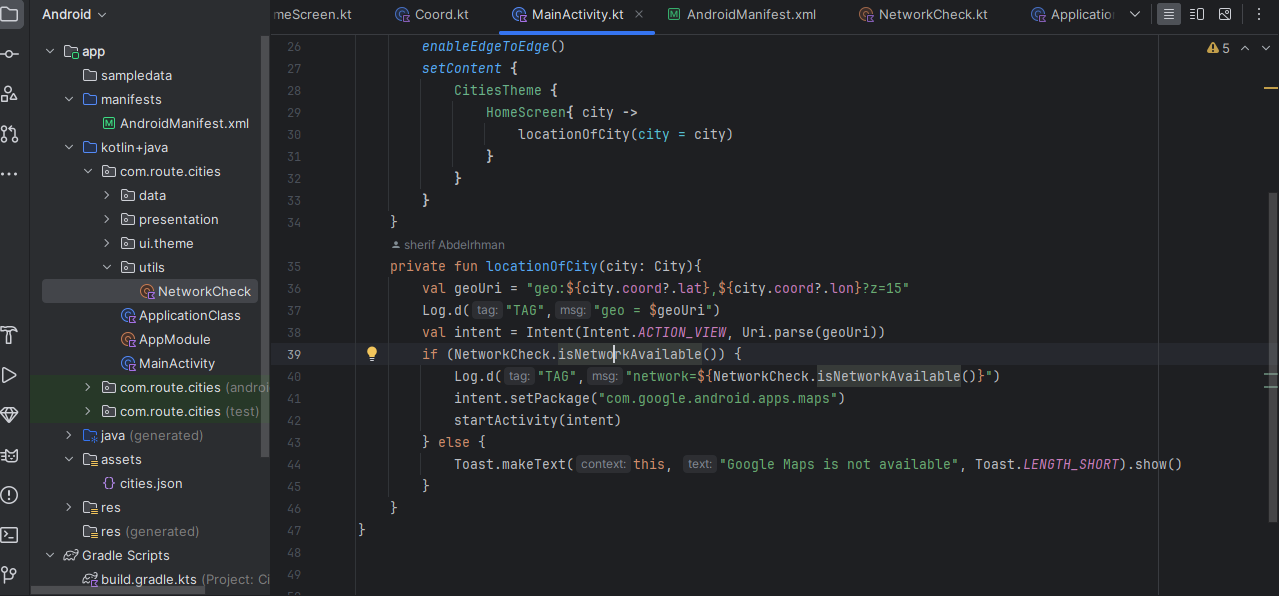 Android
meScreen.kt
Coord.kt
MainActivity.kt
AndroidManifest.xml
NetworkCheck.kt
Application
app
sampledata
manifests
AndroidManifest.xml
kotlin+java
com.route.cities
data
presentation
ui.theme
utils
NetworkCheck
ApplicationClass
AppModule
MainActivity
com.route.cities (androi
com.route.cities (test)
java (generated)
assets
cities.json
res
res (generated)
Gradle Scripts
build.gradle.kts (Project: Ci
5
26 enableEdgeToEdge()
27 setContent {
28 CitiesTheme {
29 HomeScreen{ city ->
30 locationOfCity(city = city)
31 }
32 }
33 }
34 }
sherif Abdelrhman
35 private fun locationOfCity(city: City){
36 val geoUri = "geo:${city.coord?.lat},${city.coord?.lon}?z=15"
37 Log.d( tag: "TAG", msg: "geo = $geoUri")
38 val intent = Intent(Intent.ACTION_VIEW, Uri.parse(geoUri))
39 if (NetworkCheck.isNetworkAvailable()) {
40 Log.d( tag: "TAG", msg: "network=${NetworkCheck.isNetworkAvailable()}")
41 intent.setPackage("com.google.android.apps.maps")
42 startActivity(intent)
43 } else {
44 Toast.makeText( context: this, text: "Google Maps is not available", Toast.LENGTH_SHORT).show()
45 }
46 }
47 }
48
49